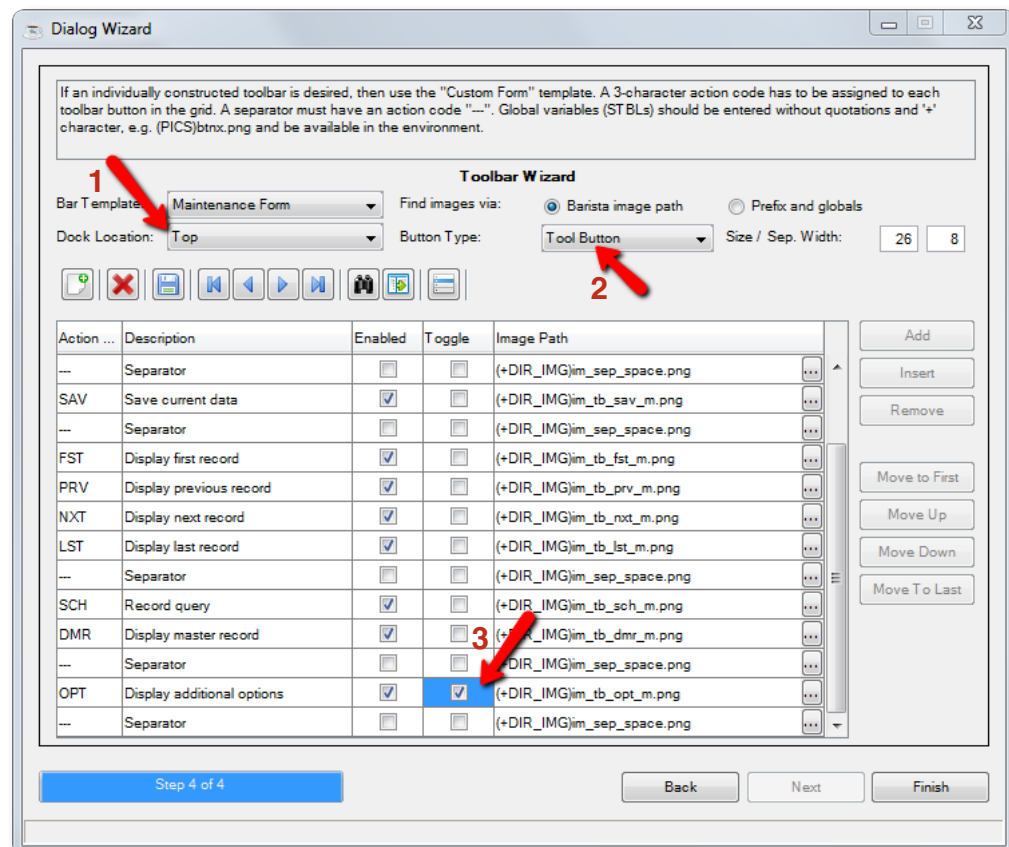 Dialog Wizard
If an individually constructed toolbar is desired, then use the "Custom Form" template. A 3-character action code has to be assigned to each
toolbar button in the grid. A separator must have an action code "---". Global variables (STBLs) should be entered without quotations and '+'
character, e.g. (PICS)btnx.png and be available in the environment.
Toolbar Wizard
1
Bar Template: Maintenance Form Find images via: Barista image path Prefix and globals
Dock Location: Top Button Type: Tool Button Size / Sep. Width: 26 8
2
Action ... Description Enabled Toggle Image Path Add
--- Separator (+DIR_IMG)im_sep_space.png ... Insert
SAV Save current data (+DIR_IMG)im_tb_sav_m.png ... Remove
--- Separator (+DIR_IMG)im_sep_space.png ...
FST Display first record (+DIR_IMG)im_tb_fst_m.png ... Move to First
PRV Display previous record (+DIR_IMG)im_tb_prv_m.png ...
NXT Display next record (+DIR_IMG)im_tb_nxt_m.png ... Move Up
LST Display last record (+DIR_IMG)im_tb_lst_m.png ... Move Down
--- Separator (+DIR_IMG)im_sep_space.png ... Move To Last
SCH Record query (+DIR_IMG)im_tb_sch_m.png ...
DMR Display master record 3 (+DIR_IMG)im_tb_dmr_m.png ...
--- Separator (+DIR_IMG)im_sep_space.png ...
OPT Display additional options (+DIR_IMG)im_tb_opt_m.png ...
--- Separator (+DIR_IMG)im_sep_space.png ...
Step 4 of 4 Back Next Finish